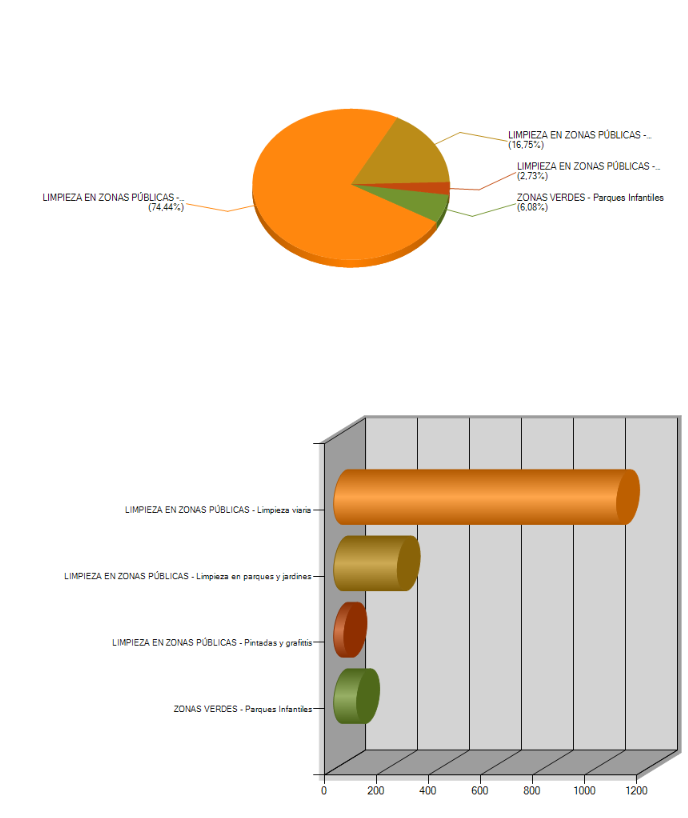 LIMPIEZA EN ZONAS PÚBLICAS -...
(16,75%)
LIMPIEZA EN ZONAS PÚBLICAS -...
(2,73%)
LIMPIEZA EN ZONAS PÚBLICAS -...
(74,44%)
ZONAS VERDES - Parques Infantiles
(6,08%)
LIMPIEZA EN ZONAS PÚBLICAS - Limpieza viaria
LIMPIEZA EN ZONAS PÚBLICAS - Limpieza en parques y jardines
LIMPIEZA EN ZONAS PÚBLICAS - Pintadas y grafittis
ZONAS VERDES - Parques Infantiles
0 200 400 600 800 1000 1200